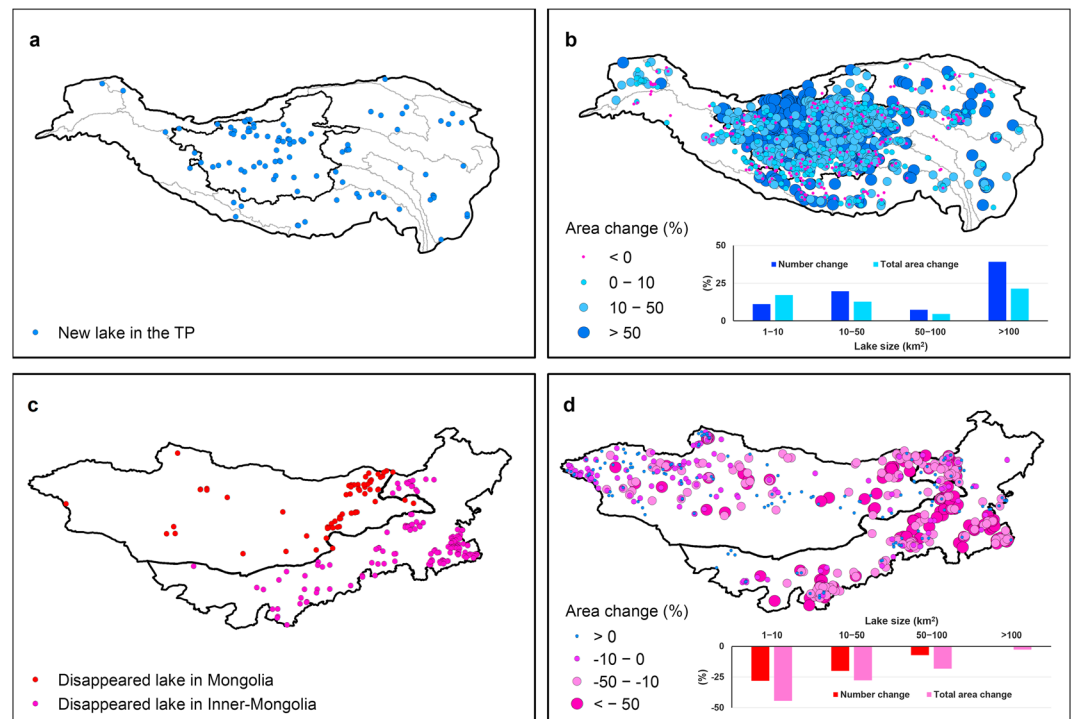 a
New lake in the TP
b
Area change (%)
< 0
0 − 10
10 − 50
> 50
50
25
0
(%)
Number change
Total area change
1−10
10−50
50−100
>100
Lake size (km²)
c
Disappeared lake in Mongolia
Disappeared lake in Inner-Mongolia
d
Area change (%)
> 0
-10 − 0
-50 − -10
< − 50
Lake size (km²)
1−10
10−50
50−100
>100
0
-25
-50
(%)
Number change
Total area change